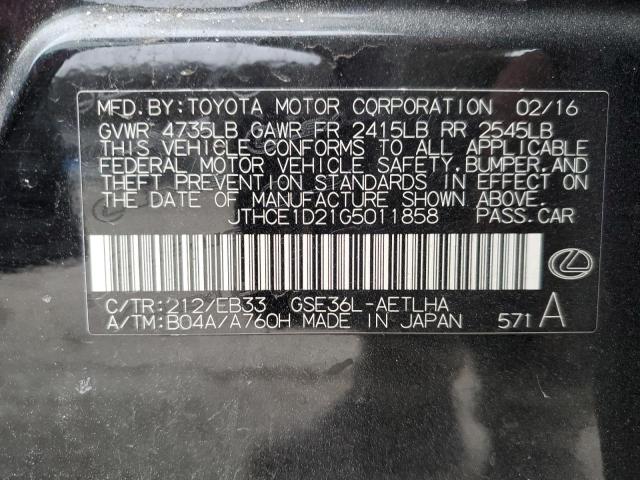 MFD. BY: TOYOTA MOTOR CORPORATION 02/16
GVWR 4735LB GAWR FR 2415LB RR 2545LB
THIS VEHICLE CONFORMS TO ALL APPLICABLE
FEDERAL MOTOR VEHICLE SAFETY, BUMPER, AND
THEFT PREVENTION STANDARDS IN EFFECT ON
THE DATE OF MANUFACTURE SHOWN ABOVE.
JTHCE1D21G5011858 PASS. CAR
C/TR: 212/EB33 GSE36L-AETLHA
A/TM: B04A/A760H MADE IN JAPAN 571 A